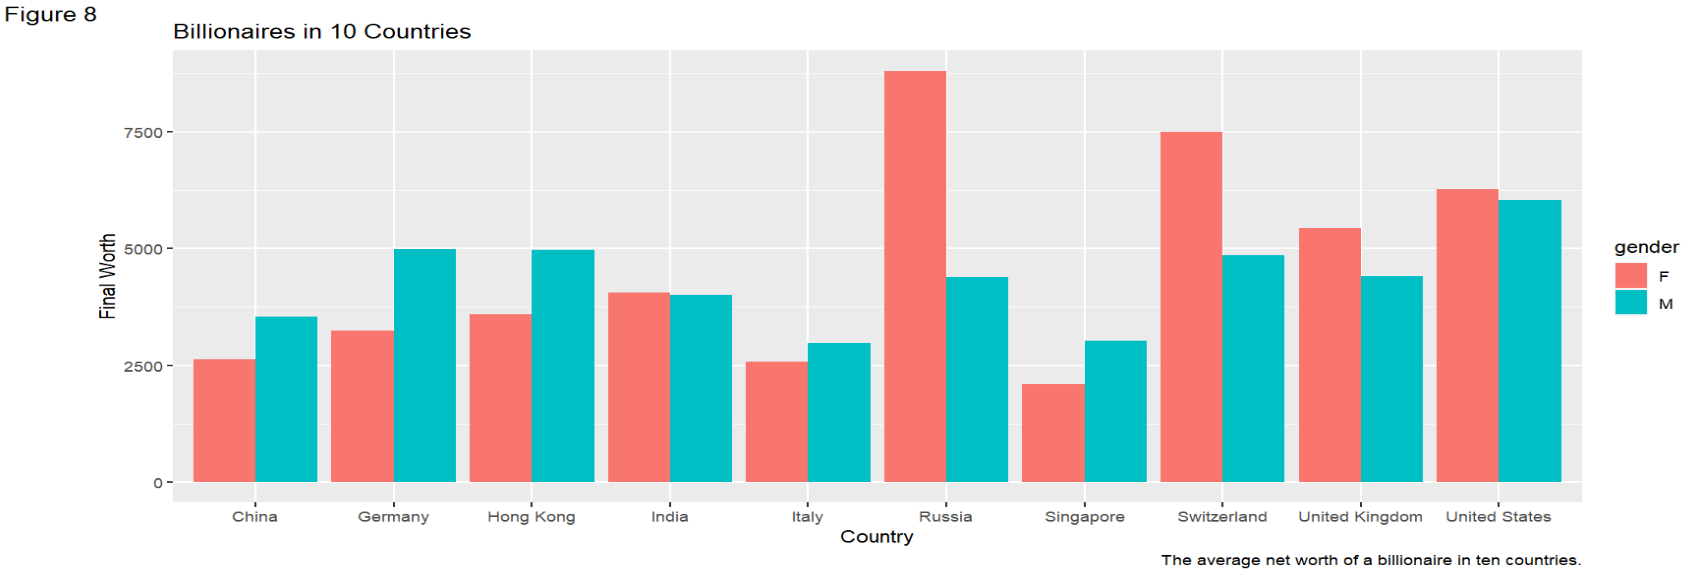 Figure 8
Billionaires in 10 Countries
7500
5000
2500
0
Final Worth
China Germany Hong Kong India Italy Russia Singapore Switzerland United Kingdom United States
Country
gender
F
M
The average net worth of a billionaire in ten countries.